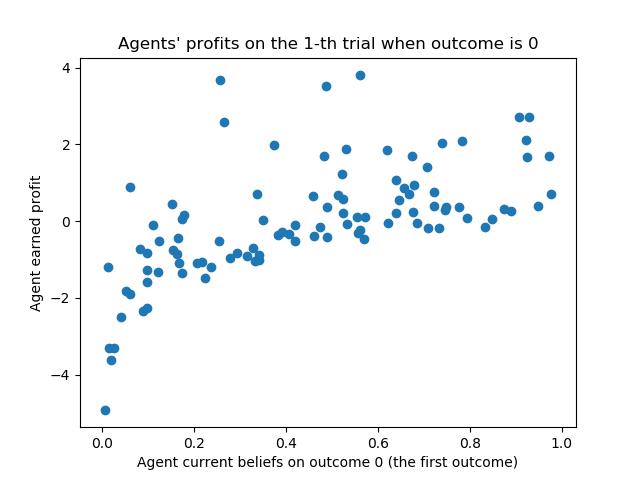 Agents' profits on the 1-th trial when outcome is 0
4
2
0
−2
−4
Agent earned profit
0.0 0.2 0.4 0.6 0.8 1.0
Agent current beliefs on outcome 0 (the first outcome)